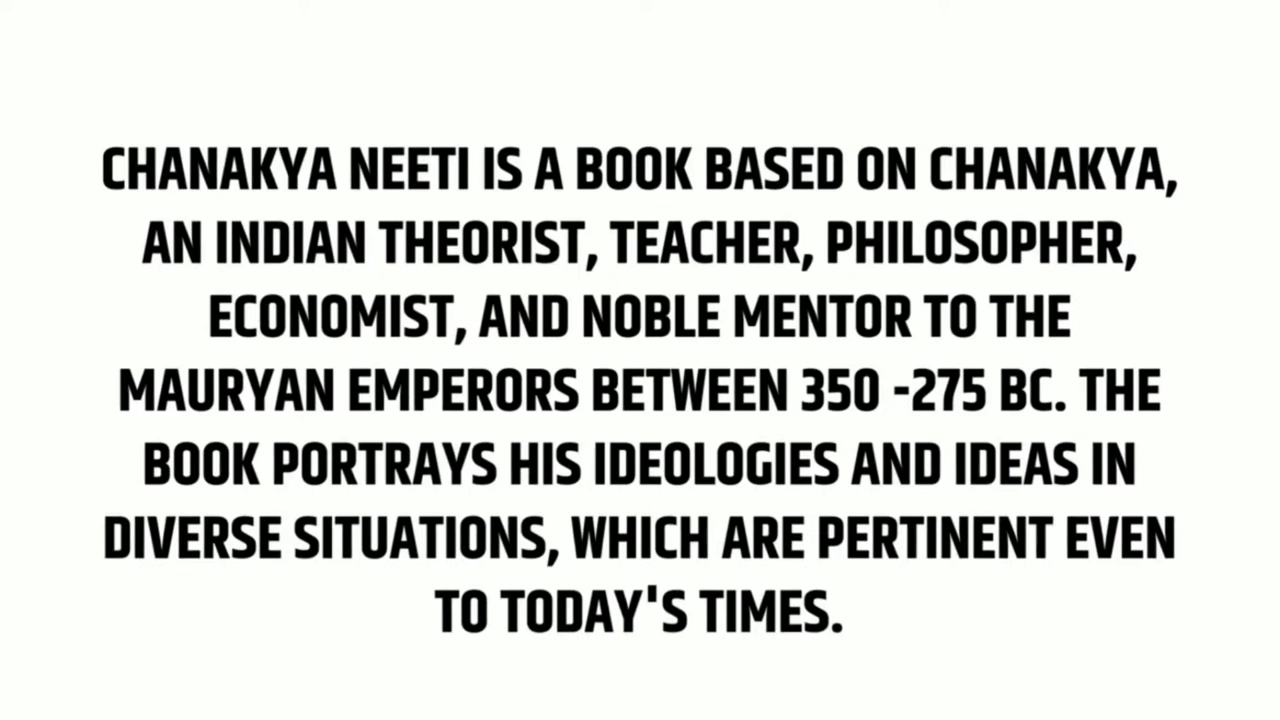 CHANAKYA NEETI IS A BOOK BASED ON CHANAKYA,
AN INDIAN THEORIST, TEACHER, PHILOSOPHER,
ECONOMIST, AND NOBLE MENTOR TO THE
MAURYAN EMPERORS BETWEEN 350 -275 BC. THE
BOOK PORTRAYS HIS IDEOLOGIES AND IDEAS IN
DIVERSE SITUATIONS, WHICH ARE PERTINENT EVEN
TO TODAY'S TIMES.